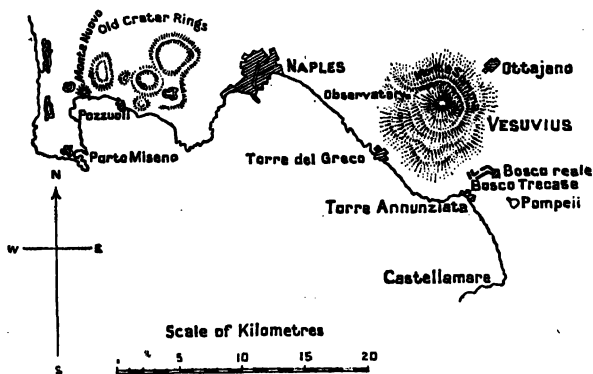 Monte Nuovo
Old Crater Rings
NAPLES
Ottajano
Observatory
VESUVIUS
Pozzuoli
Porto Miseno
Torre del Greco
Bosco reale
Bosco Trecase
Torre Annunziata
Pompeii
N
W E
S
Castellamare
Scale of Kilometres
5 10 15 20